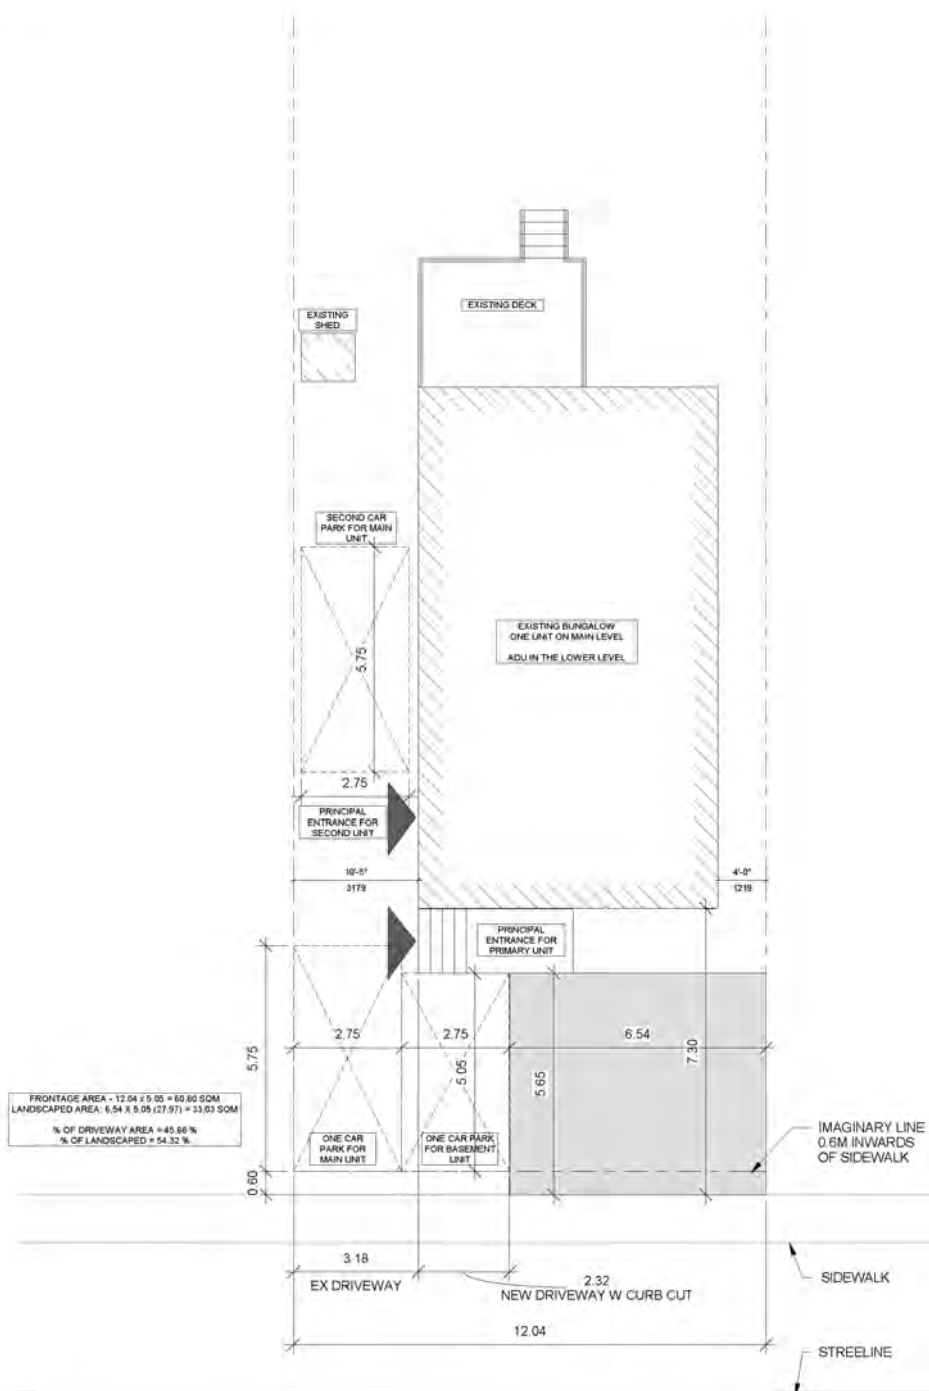 EXISTING DECK
EXISTING
SHED
SECOND CAR
PARK FOR MAIN
UNIT
5.75
EXISTING BUNGALOW
ONE UNIT ON MAIN LEVEL
ADU IN THE LOWER LEVEL
2.75
PRINCIPAL
ENTRANCE FOR
SECOND UNIT
10'-5"
3179
4'-0"
1219
PRINCIPAL
ENTRANCE FOR
PRIMARY UNIT
5.75
2.75
2.75
6.54
5.05
5.65
7.30
FRONTAGE AREA - 12.04 x 5.05 = 60.80 SQM
LANDSCAPED AREA: 6.54 X 5.05 (27.97) = 33.03 SQM
% OF DRIVEWAY AREA = 45.66 %
% OF LANDSCAPED = 54.32 %
ONE CAR
PARK FOR
MAIN UNIT
ONE CAR PARK
FOR BASEMENT
UNIT
IMAGINARY LINE
0.6M INWARDS
OF SIDEWALK
0.60
3.18
EX DRIVEWAY
2.32
NEW DRIVEWAY W CURB CUT
SIDEWALK
12.04
STREELINE